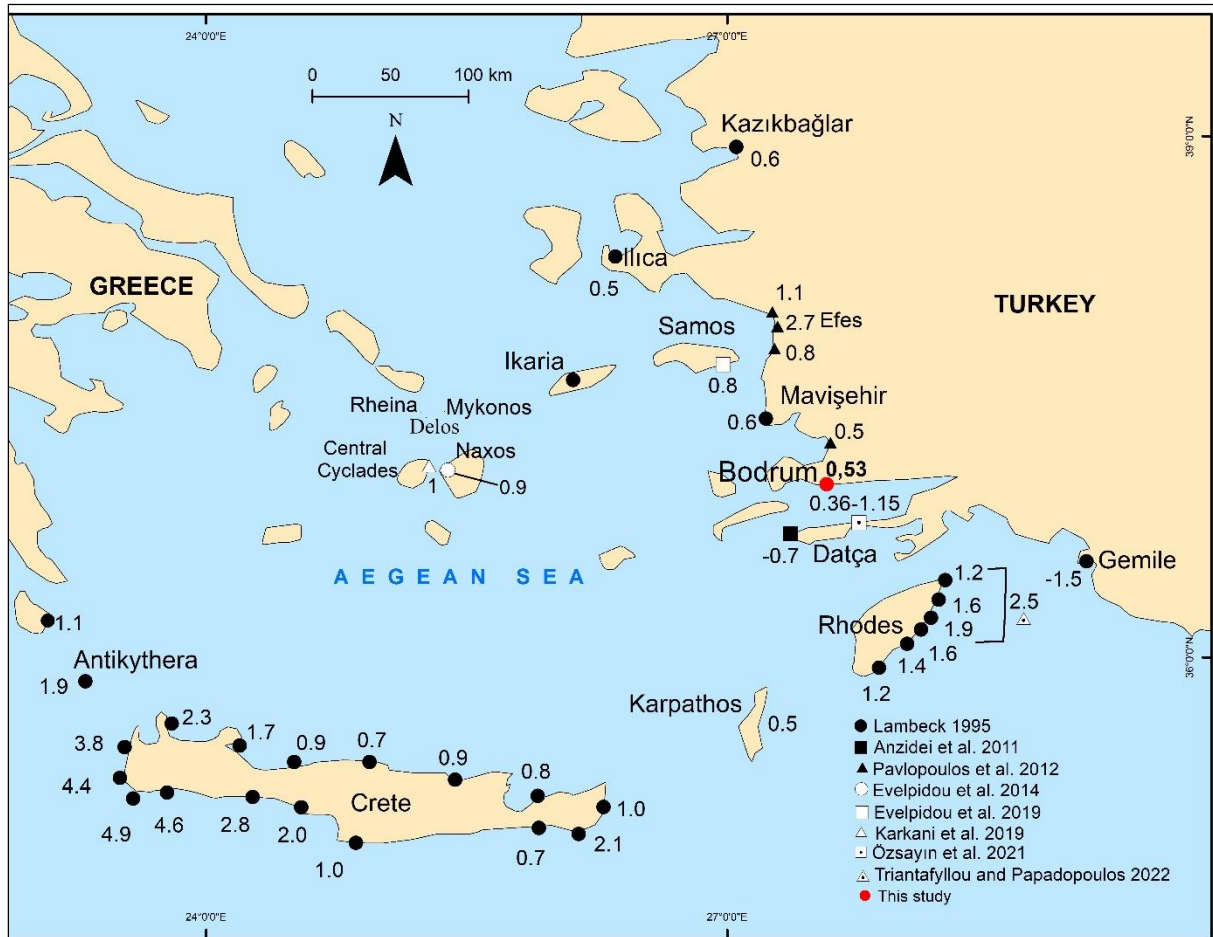 24°0'0"E
27°0'0"E
0 50 100 km
N
Kazıkbağlar
0.6
39°0'0"N
Ilıca
0.5
GREECE
TURKEY
1.1
2.7 Efes
0.8
Samos
0.8
Ikaria
Rheina Mykonos
Delos
Mavişehir
0.6
0.5
Central
Cyclades
Naxos
1
0.9
Bodrum 0,53
0.36-1.15
-0.7 Datça
Gemile
-1.5
AEGEAN SEA
1.2
1.6
2.5
Rhodes 1.9
1.6
1.4
1.2
36°0'0"N
1.1
Antikythera
1.9
Karpathos
0.5
2.3
1.7
3.8
0.9
0.7
0.9
0.8
4.4
Crete
1.0
4.9
4.6
2.8
2.0
1.0
0.7
2.1
Lambeck 1995
Anzidei et al. 2011
Pavlopoulos et al. 2012
Evelpidou et al. 2014
Evelpidou et al. 2019
Karkani et al. 2019
Özsayın et al. 2021
Triantafyllou and Papadopoulos 2022
This study
24°0'0"E
27°0'0"E